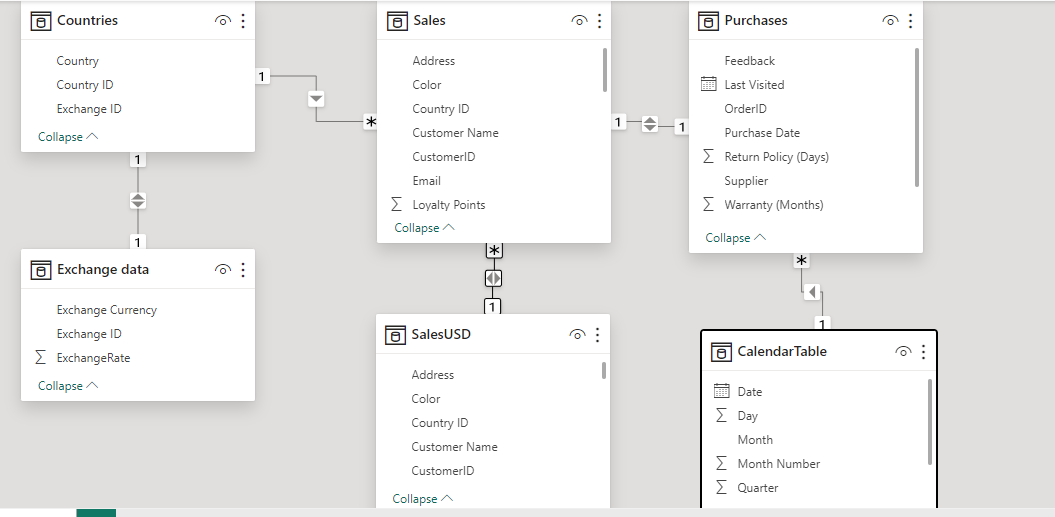 Countries
Country
Country ID
Exchange ID
Collapse
1
1
1
Exchange data
Exchange Currency
Exchange ID
ExchangeRate
Collapse
Sales
Address
Color
Country ID
Customer Name
CustomerID
Email
Loyalty Points
Collapse
*
1
1
*
1
SalesUSD
Address
Color
Country ID
Customer Name
CustomerID
Collapse
Purchases
Feedback
Last Visited
OrderID
Purchase Date
Return Policy (Days)
Supplier
Warranty (Months)
Collapse
*
1
CalendarTable
Date
Day
Month
Month Number
Quarter